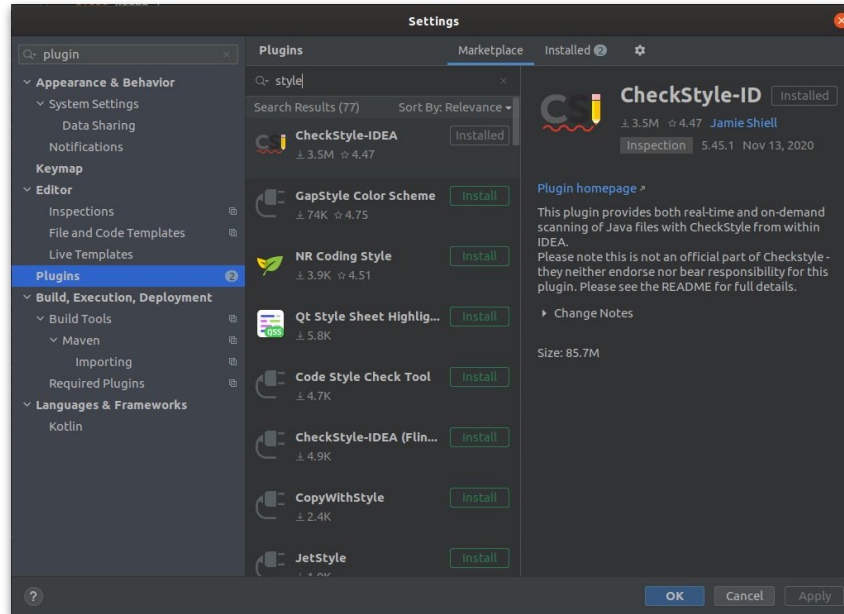 Settings
plugin
Appearance & Behavior
System Settings
Data Sharing
Notifications
Keymap
Editor
Inspections
File and Code Templates
Live Templates
Plugins 2
Build, Execution, Deployment
Build Tools
Maven
Importing
Required Plugins
Languages & Frameworks
Kotlin
Plugins Marketplace Installed 2
style
Search Results (77) Sort By: Relevance
CheckStyle-IDEA Installed
3.5M 4.47
GapStyle Color Scheme Install
74K 4.75
NR Coding Style Install
3.9K 4.51
Qt Style Sheet Highlig... Install
5.8K
Code Style Check Tool Install
4.7K
CheckStyle-IDEA (Flin... Install
4.9K
CopyWithStyle Install
2.4K
JetStyle Install
CheckStyle-ID Installed
3.5M 4.47 Jamie Shiell
Inspection 5.45.1 Nov 13, 2020
Plugin homepage
This plugin provides both real-time and on-demand
scanning of Java files with CheckStyle from within
IDEA.
Please note this is not an official part of Checkstyle -
they neither endorse nor bear responsibility for this
plugin. Please see the README for full details.
Change Notes
Size: 85.7M
? OK Cancel Apply